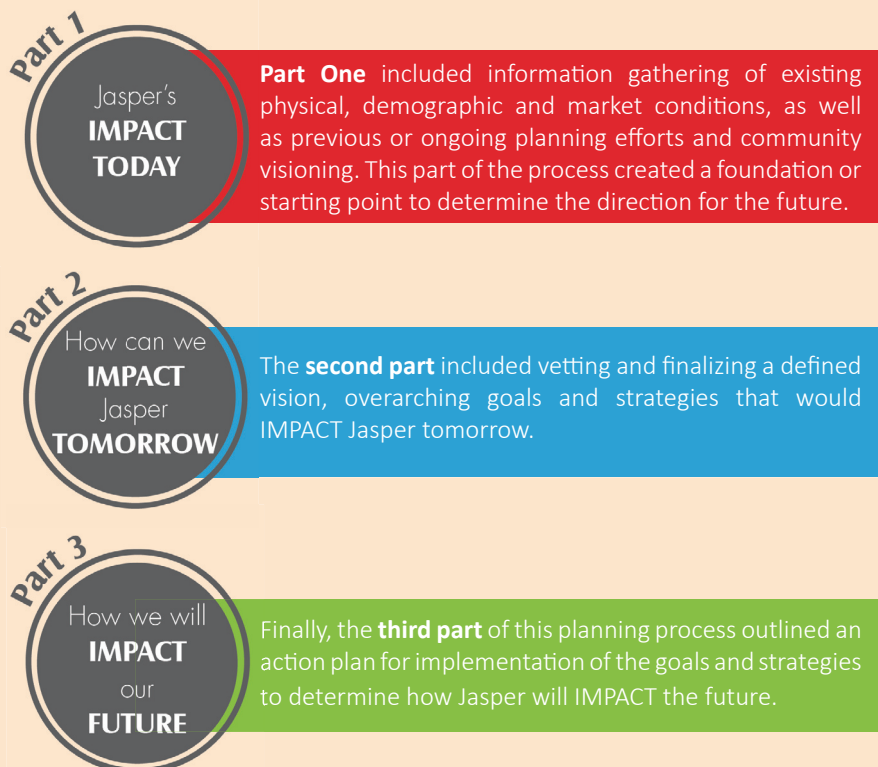 Part 1
Jasper's
IMPACT
TODAY
Part One included information gathering of existing
physical, demographic and market conditions, as well
as previous or ongoing planning efforts and community
visioning. This part of the process created a foundation or
starting point to determine the direction for the future.
Part 2
How can we
IMPACT
Jasper
TOMORROW
The second part included vetting and finalizing a defined
vision, overarching goals and strategies that would
IMPACT Jasper tomorrow.
Part 3
How we will
IMPACT
our
FUTURE
Finally, the third part of this planning process outlined an
action plan for implementation of the goals and strategies
to determine how Jasper will IMPACT the future.